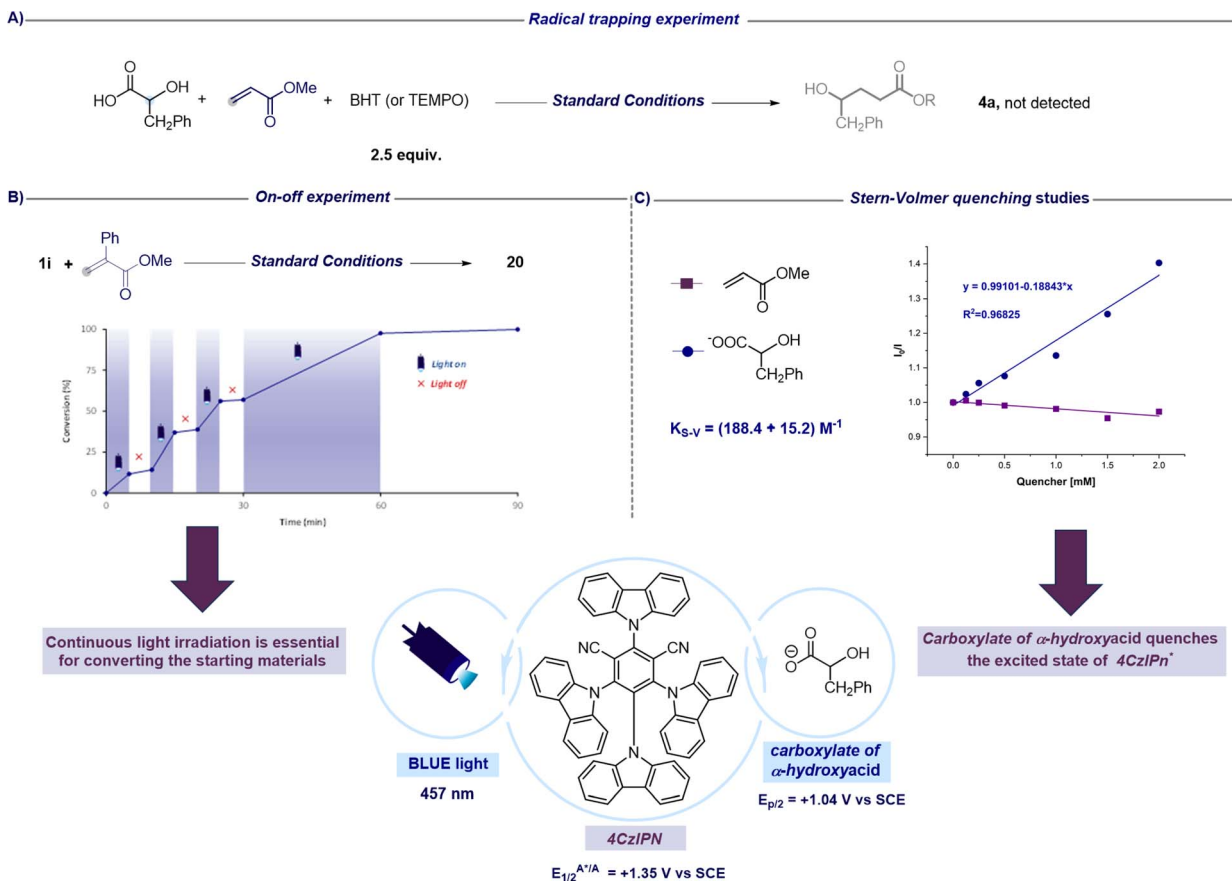 A)
Radical trapping experiment
O
OH
HO
CH2Ph
+
OMe
O
+
BHT (or TEMPO)
2.5 equiv.
Standard Conditions
HO
O
OR
CH2Ph
4a, not detected
B)
On-off experiment
1i +
Ph
OMe
O
Standard Conditions
20
100
75
50
25
0
Conversion [%]
0
30
60
90
Time [min]
Light on
× Light off
C)
Stern-Volmer quenching studies
OMe
O
⁻OOC
OH
CH2Ph
KS-V = (188.4 + 15.2) M-1
y = 0.99101-0.18843*x
R2=0.96825
I0/I
1.4
1.3
1.2
1.1
1.0
0.9
0.0
0.5
1.0
1.5
2.0
Quencher [mM]
Continuous light irradiation is essential
for converting the starting materials
Carboxylate of α-hydroxyacid quenches
the excited state of 4CzIPn*
BLUE light
457 nm
N
NC
CN
N
N
N
4CzIPN
E1/2A*/A = +1.35 V vs SCE
O
⊖O
OH
CH2Ph
carboxylate of
α-hydroxyacid
Ep/2 = +1.04 V vs SCE